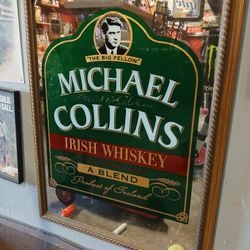 "THE BIG FELLOW"
MICHAEL
COLLINS
IRISH WHISKEY
A BLEND
Product of Ireland